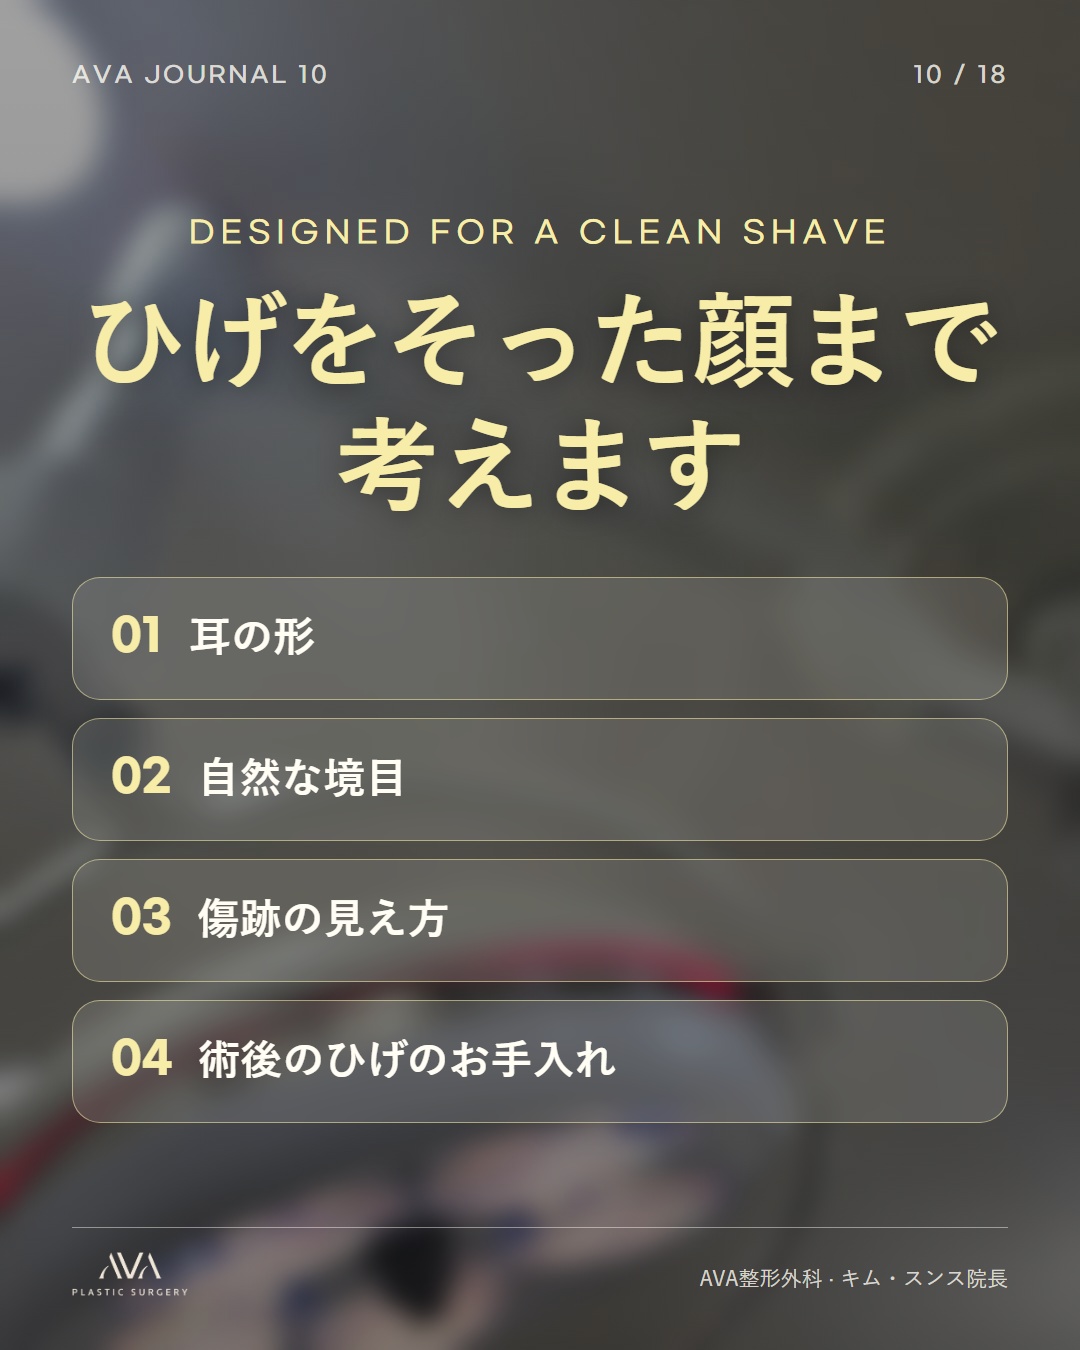 AVA JOURNAL 10
10 / 18
DESIGNED FOR A CLEAN SHAVE
ひげをそった顔まで
考えます
01 耳の形
02 自然な境目
03 傷跡の見え方
04 術後のひげのお手入れ
AVA
PLASTIC SURGERY
AVA整形外科 · キム・スンス院長